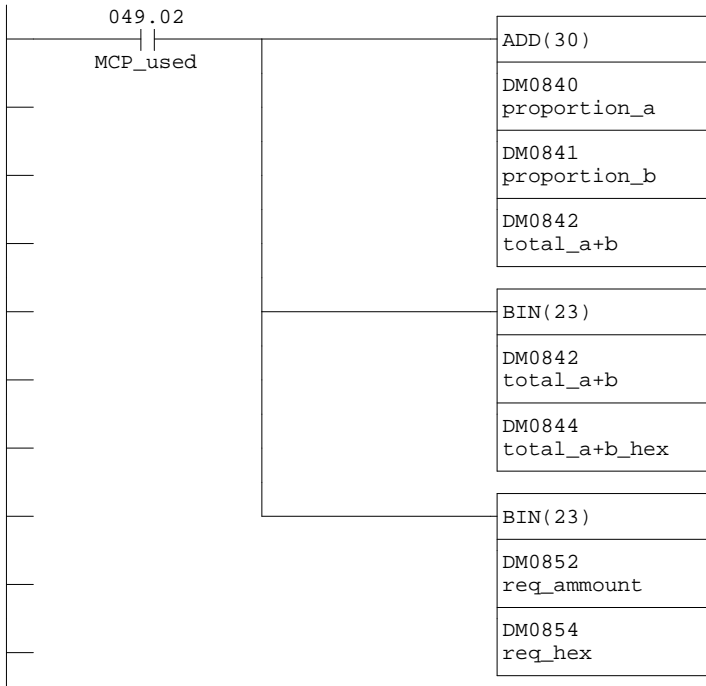 049.02
MCP_used
ADD(30)
DM0840
proportion_a
DM0841
proportion_b
DM0842
total_a+b
BIN(23)
DM0842
total_a+b
DM0844
total_a+b_hex
BIN(23)
DM0852
req_ammount
DM0854
req_hex